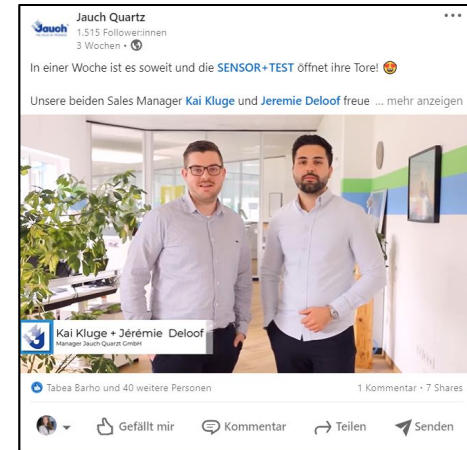 Jauch
Jauch Quartz
1.515 Follower:innen
3 Wochen •
In einer Woche ist es soweit und die SENSOR+TEST öffnet ihre Tore! 🤩
Unsere beiden Sales Manager Kai Kluge und Jeremie Deloof freue ... mehr anzeigen
Kai Kluge + Jérémie Deloof
Manager Jauch Quarzt GmbH
Tabea Barho und 40 weitere Personen
1 Kommentar • 7 Shares
Gefällt mir
Kommentar
Teilen
Senden